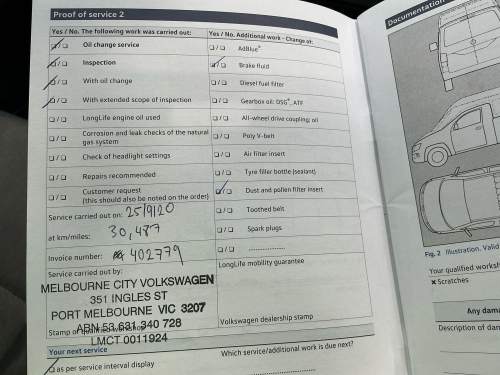 Proof of service 2
Yes / No. The following work was carried out:
Yes / No. Additional work - Change of:
Oil change service
AdBlue®
Inspection
Brake fluid
With oil change
Diesel fuel filter
With extended scope of inspection
Gearbox oil: DSG®, ATF
LongLife engine oil used
All-wheel drive coupling; oil
Corrosion and leak checks of the natural
gas system
Poly V-belt
Check of headlight settings
Air filter insert
Repairs recommended
Tyre filler bottle (sealant)
Customer request
(this should also be noted on the order)
Dust and pollen filter insert
Service carried out on: 25/9/20
Toothed belt
at km/miles: 30,487
Spark plugs
Invoice number: 402779
Service carried out by:
LongLife mobility guarantee
MELBOURNE CITY VOLKSWAGEN
351 INGLES ST
PORT MELBOURNE VIC 3207
ABN 53 631 340 728
Stamp of qualified workshop
Volkswagen dealership stamp
LMCT 0011924
Your next service
as per service interval display
Which service/additional work is due next?
Documentation
Fig. 2 Illustration. Valid
Your qualified worksh
× Scratches
Any dama
Description of dam